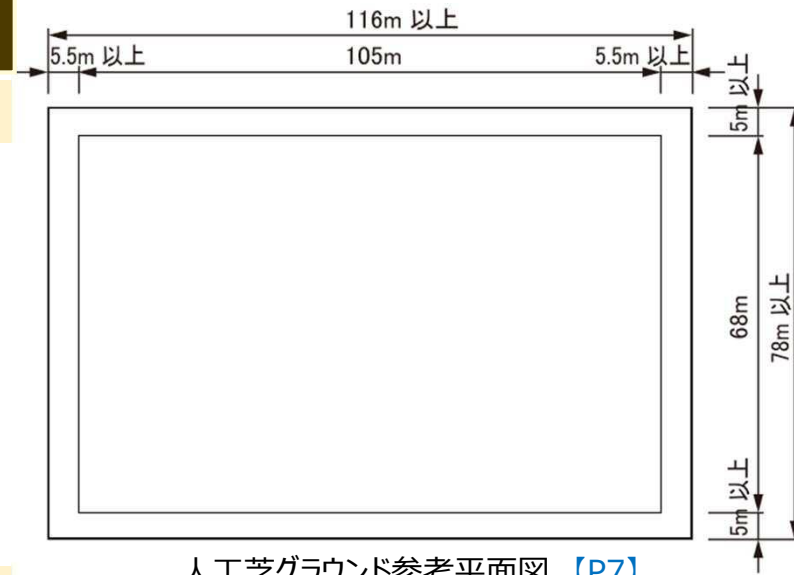 116m 以上
5.5m 以上
105m
5.5m 以上
5m 以上
68m
78m 以上
5m 以上
人工芝グラウンド参考平面図 【P7】